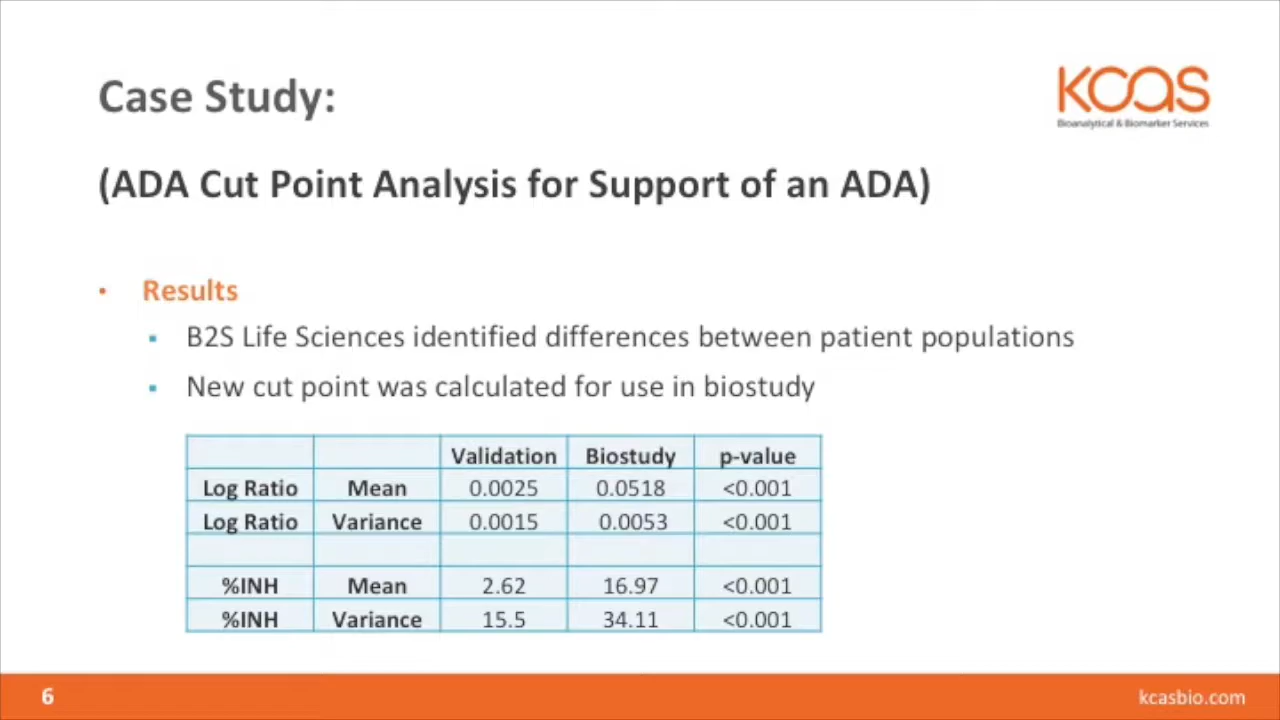 Case Study:
KCAS
Bioanalytical & Biomarker Services
(ADA Cut Point Analysis for Support of an ADA)
• Results
▪ B2S Life Sciences identified differences between patient populations
▪ New cut point was calculated for use in biostudy
Validation Biostudy p-value
Log Ratio Mean 0.0025 0.0518 <0.001
Log Ratio Variance 0.0015 0.0053 <0.001
%INH Mean 2.62 16.97 <0.001
%INH Variance 15.5 34.11 <0.001
6 kcasbio.com